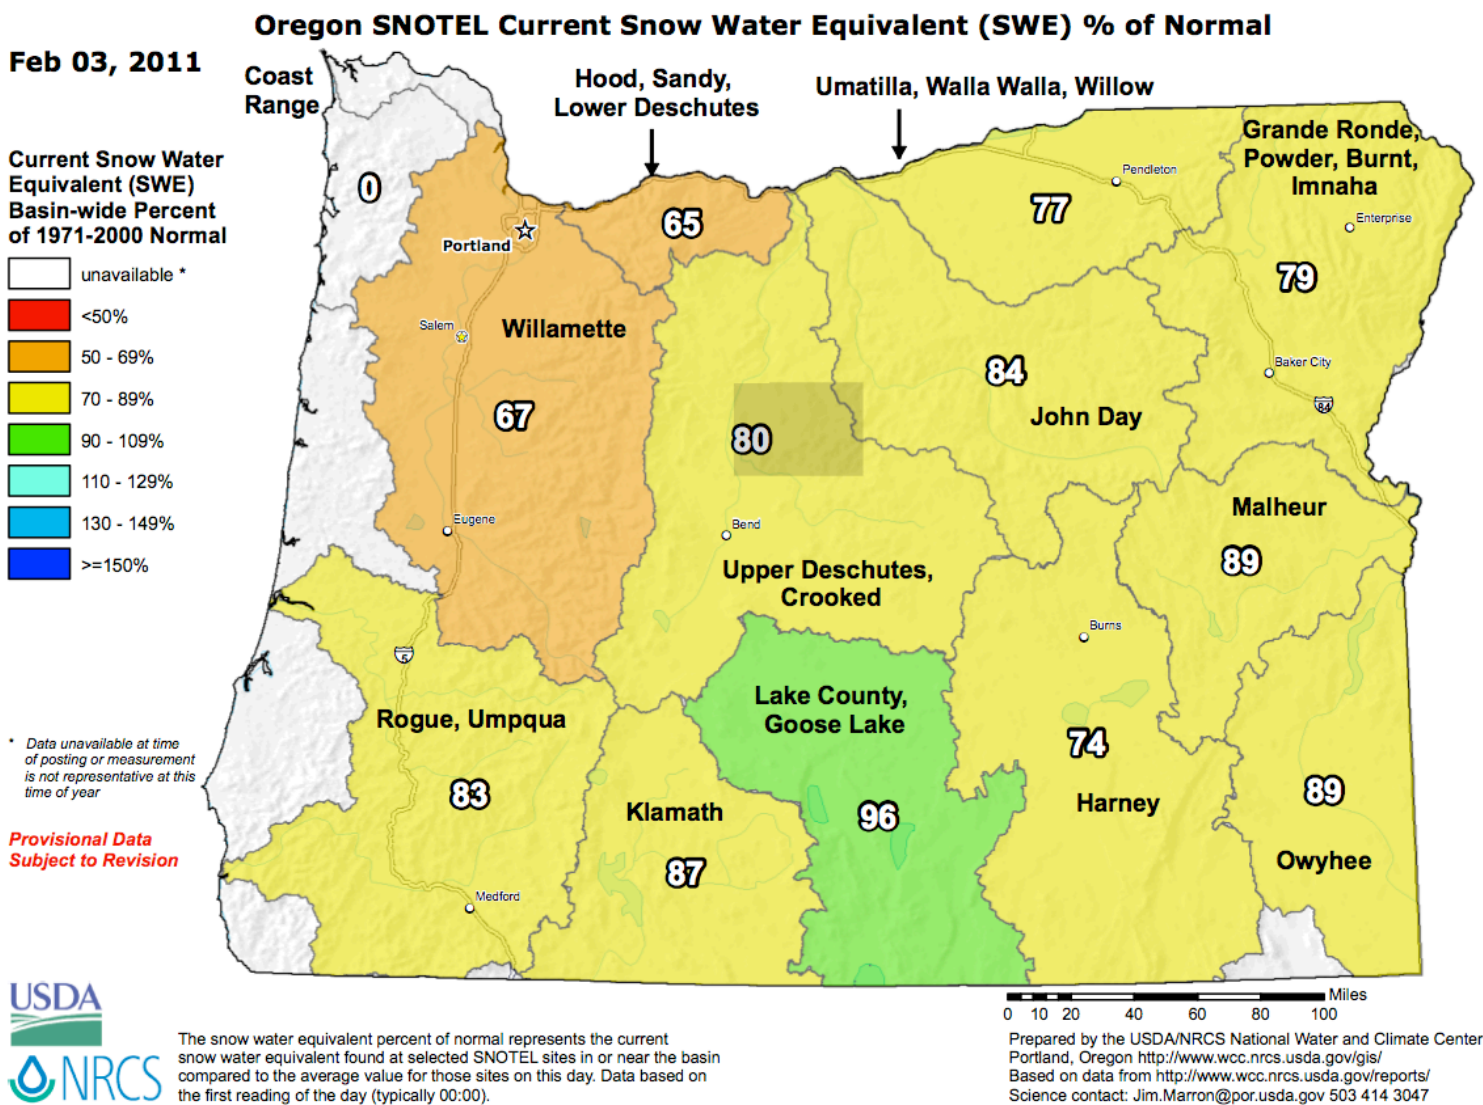 Oregon SNOTEL Current Snow Water Equivalent (SWE) % of Normal
Feb 03, 2011
Current Snow Water
Equivalent (SWE)
Basin-wide Percent
of 1971-2000 Normal
unavailable *
<50%
50 - 69%
70 - 89%
90 - 109%
110 - 129%
130 - 149%
>=150%
* Data unavailable at time
of posting or measurement
is not representative at this
time of year
Provisional Data
Subject to Revision
Coast
Range
0
Hood, Sandy,
Lower Deschutes
65
Umatilla, Walla Walla, Willow
77
Pendleton
Grande Ronde,
Powder, Burnt,
Imnaha
Enterprise
79
Baker City
84
Portland
Salem
Willamette
67
Eugene
84
John Day
80
Bend
Upper Deschutes,
Crooked
Malheur
89
Burns
5
Rogue, Umpqua
83
Medford
Klamath
87
Lake County,
Goose Lake
96
74
Harney
89
Owyhee
Miles
0 10 20 40 60 80 100
USDA
NRCS
The snow water equivalent percent of normal represents the current
snow water equivalent found at selected SNOTEL sites in or near the basin
compared to the average value for those sites on this day. Data based on
the first reading of the day (typically 00:00).
Prepared by the USDA/NRCS National Water and Climate Center
Portland, Oregon http://www.wcc.nrcs.usda.gov/gis/
Based on data from http://www.wcc.nrcs.usda.gov/reports/
Science contact: Jim.Marron@por.usda.gov 503 414 3047